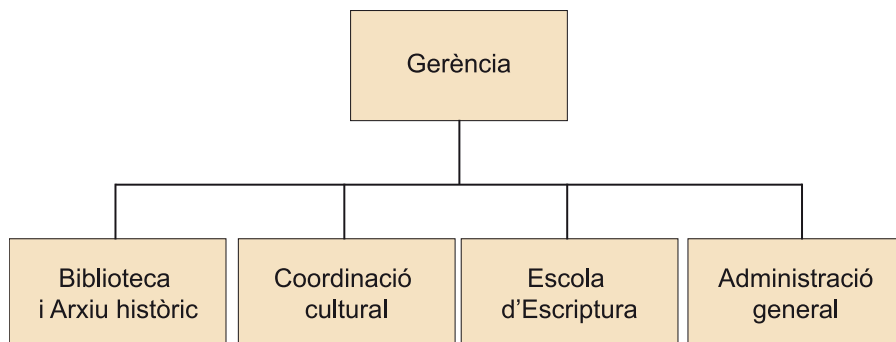 Gerència
Biblioteca
i Arxiu històric
Coordinació
cultural
Escola
d'Escriptura
Administració
general